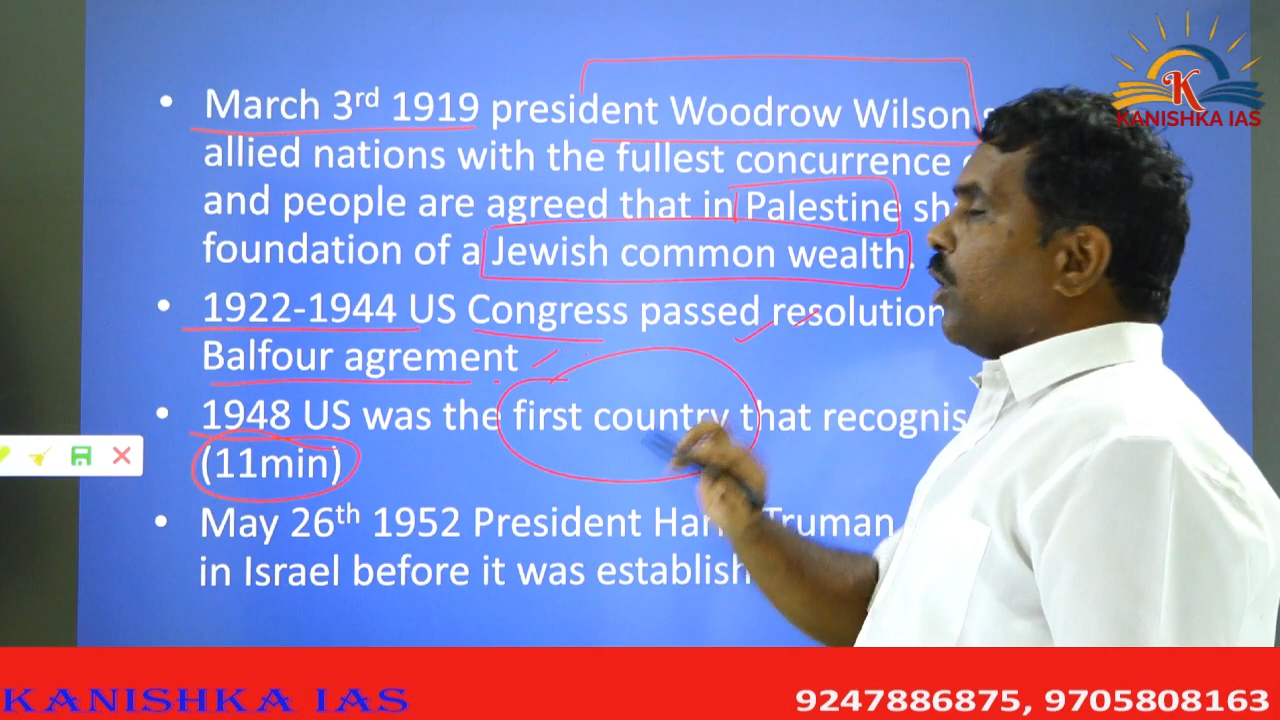 March 3rd 1919 president Woodrow Wilson
allied nations with the fullest concurrence
and people are agreed that in Palestine
foundation of a Jewish common wealth.
1922-1944 US Congress passed resolution
Balfour agrement
1948 US was the first country that recognis
(11min)
May 26th 1952 President Truman
in Israel before it was establish
K
KANISHKA IAS
KANISHKA IAS
9247886875, 9705808163